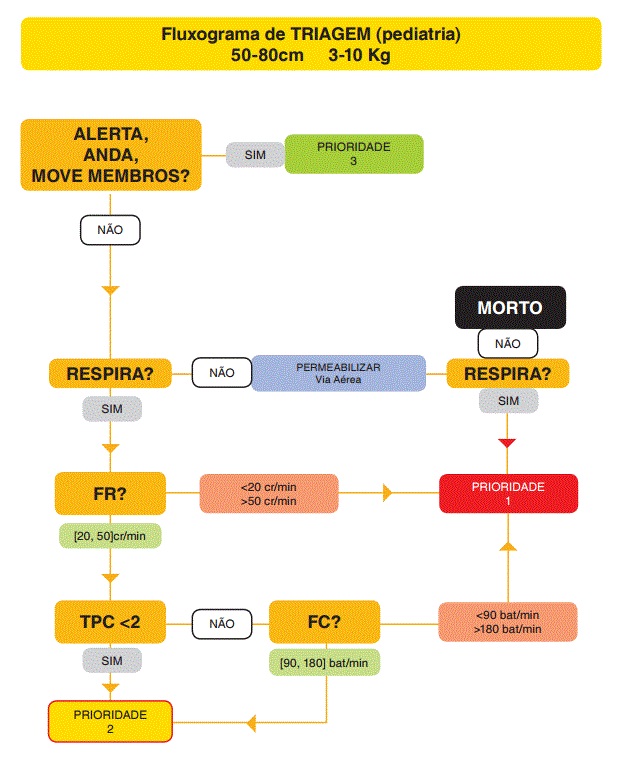 Fluxograma de TRIAGEM (pediatria)
50-80cm 3-10 Kg
ALERTA,
ANDA,
MOVE MEMBROS?
SIM
PRIORIDADE
3
NÃO
MORTO
NÃO
RESPIRA?
NÃO
PERMEABILIZAR
Via Aérea
RESPIRA?
SIM
SIM
FR?
<20 cr/min
>50 cr/min
PRIORIDADE
1
[20, 50]cr/min
TPC <2
NÃO
FC?
<90 bat/min
>180 bat/min
SIM
[90, 180] bat/min
PRIORIDADE
2